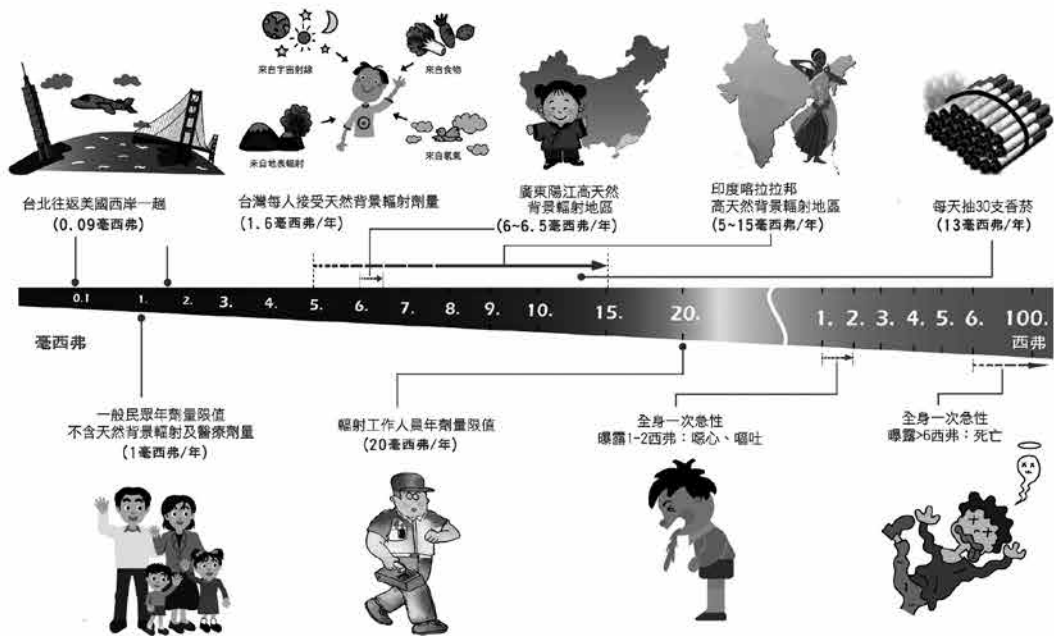 來自宇宙射線
來自食物
來自地表輻射
來自氡氣
台北往返美國西岸一趟
(0.09毫西弗)
台灣每人接受天然背景輻射劑量
(1.6毫西弗/年)
廣東陽江高天然
背景輻射地區
(6~6.5毫西弗/年)
印度喀拉拉邦
高天然背景輻射地區
(5~15毫西弗/年)
每天抽30支香菸
(13毫西弗/年)
0.1 1. 2. 3. 4. 5. 6. 7. 8. 9. 10. 15. 20. 1. 2. 3. 4. 5. 6. 100.
毫西弗
西弗
一般民眾年劑量限值
不含天然背景輻射及醫療劑量
(1毫西弗/年)
輻射工作人員年劑量限值
(20毫西弗/年)
全身一次急性
曝露1-2西弗：噁心、嘔吐
全身一次急性
曝露>6西弗：死亡